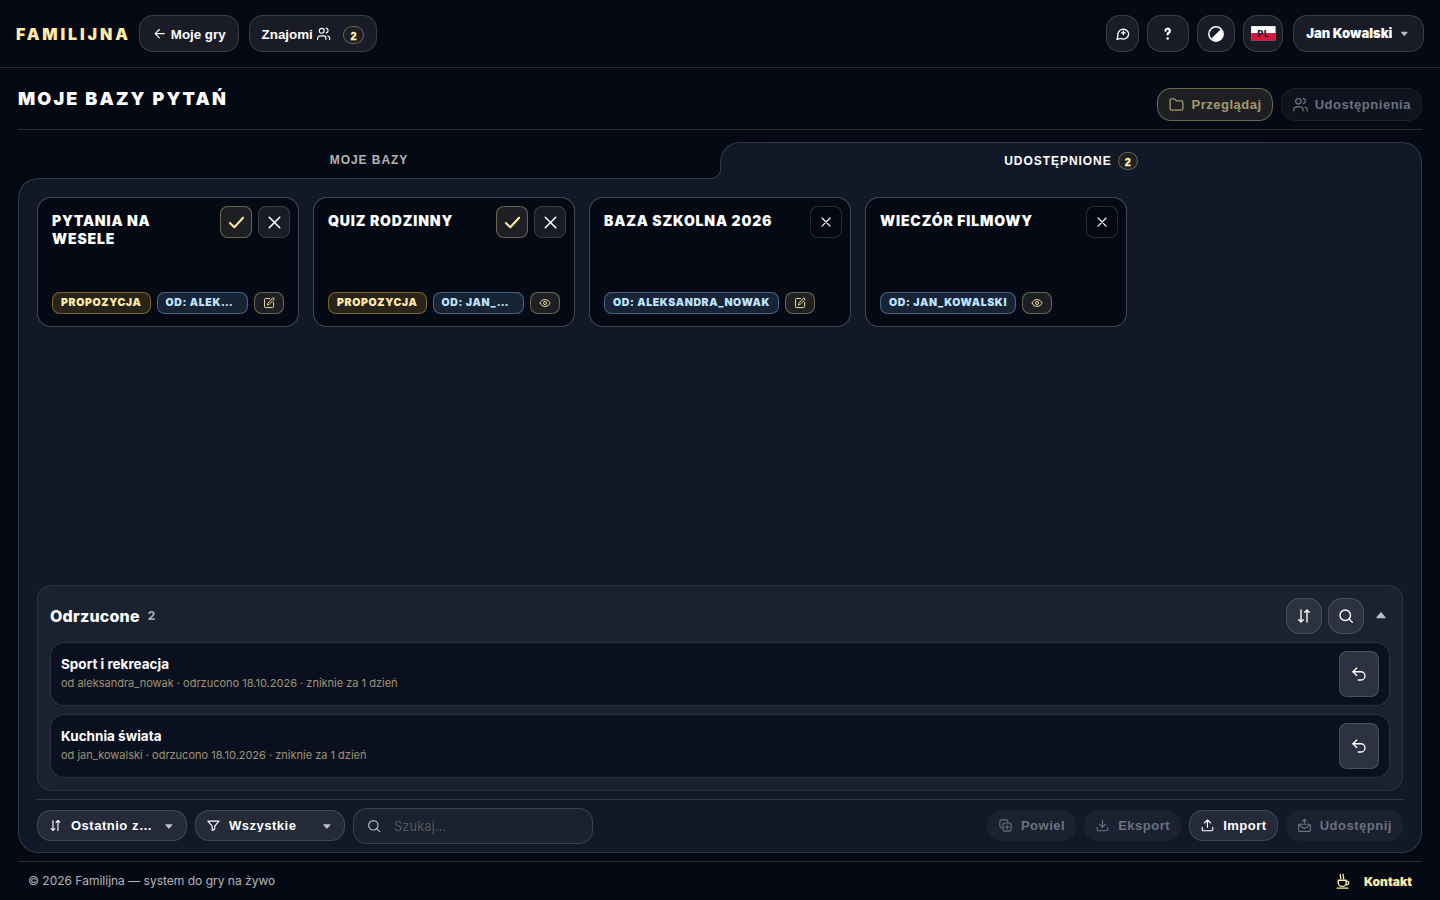 FAMILIJNA
Moje gry
Znajomi 2
?
PL
Jan Kowalski
MOJE BAZY PYTAŃ
Przeglądaj
Udostępnienia
MOJE BAZY
UDOSTĘPNIONE 2
PYTANIA NA
WESELE
PROPOZYCJA
OD: ALEK...
QUIZ RODZINNY
PROPOZYCJA
OD: JAN_...
BAZA SZKOLNA 2026
OD: ALEKSANDRA_NOWAK
WIECZÓR FILMOWY
OD: JAN_KOWALSKI
Odrzucone 2
Sport i rekreacja
od aleksandra_nowak · odrzucono 18.10.2026 · zniknie za 1 dzień
Kuchnia świata
od jan_kowalski · odrzucono 18.10.2026 · zniknie za 1 dzień
Ostatnio z...
Wszystkie
Szukaj...
Powiel
Eksport
Import
Udostępnij
© 2026 Familijna — system do gry na żywo
Kontakt